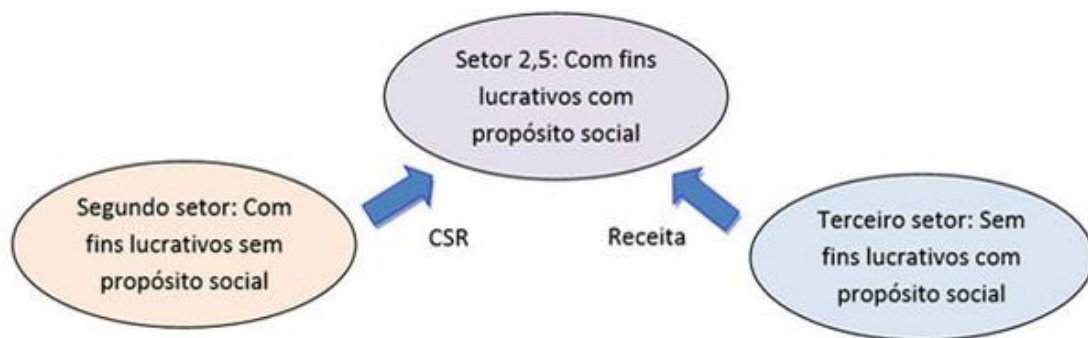 Setor 2,5: Com fins
lucrativos com
propósito social
Segundo setor: Com
fins lucrativos sem
propósito social
CSR
Receita
Terceiro setor: Sem
fins lucrativos com
propósito social